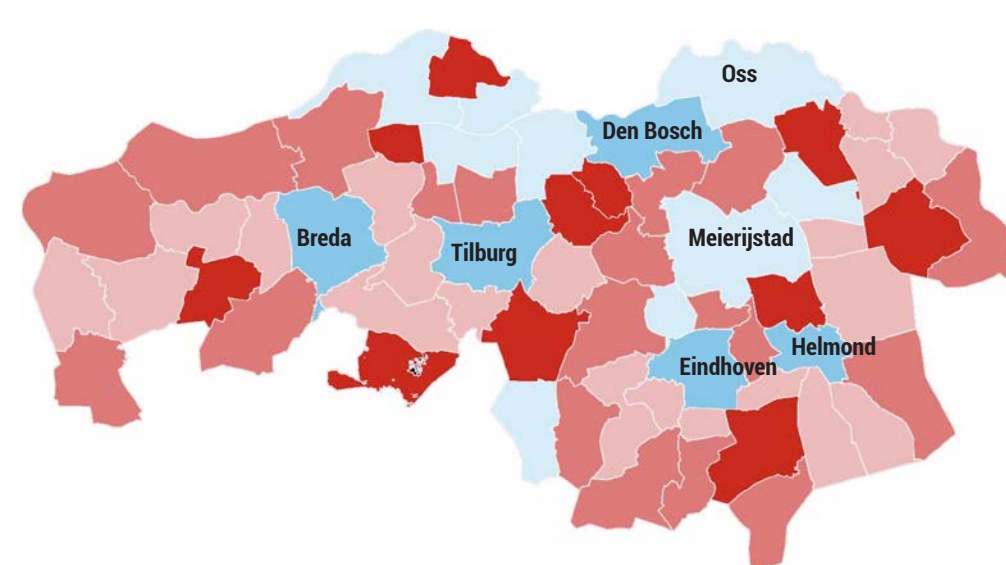 Oss
Den Bosch
Breda
Tilburg
Meierijstad
Helmond
Eindhoven